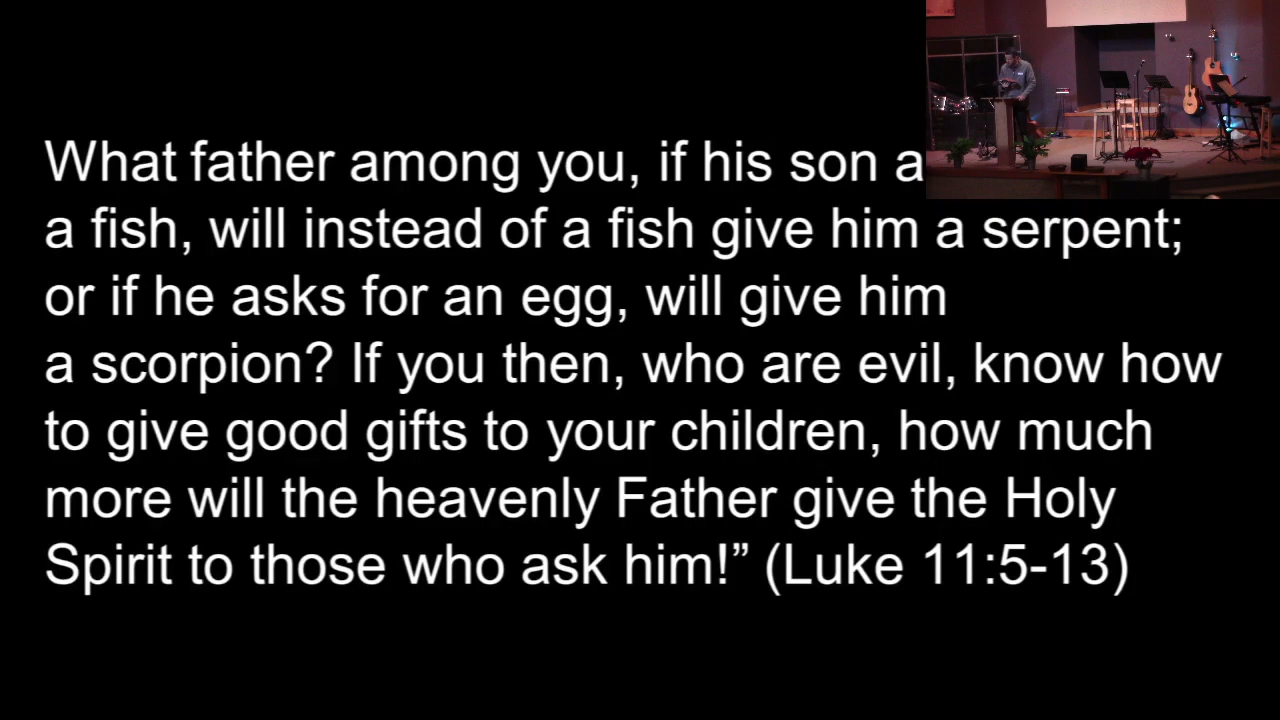 What father among you, if his son a
a fish, will instead of a fish give him a serpent;
or if he asks for an egg, will give him
a scorpion? If you then, who are evil, know how
to give good gifts to your children, how much
more will the heavenly Father give the Holy
Spirit to those who ask him!” (Luke 11:5-13)